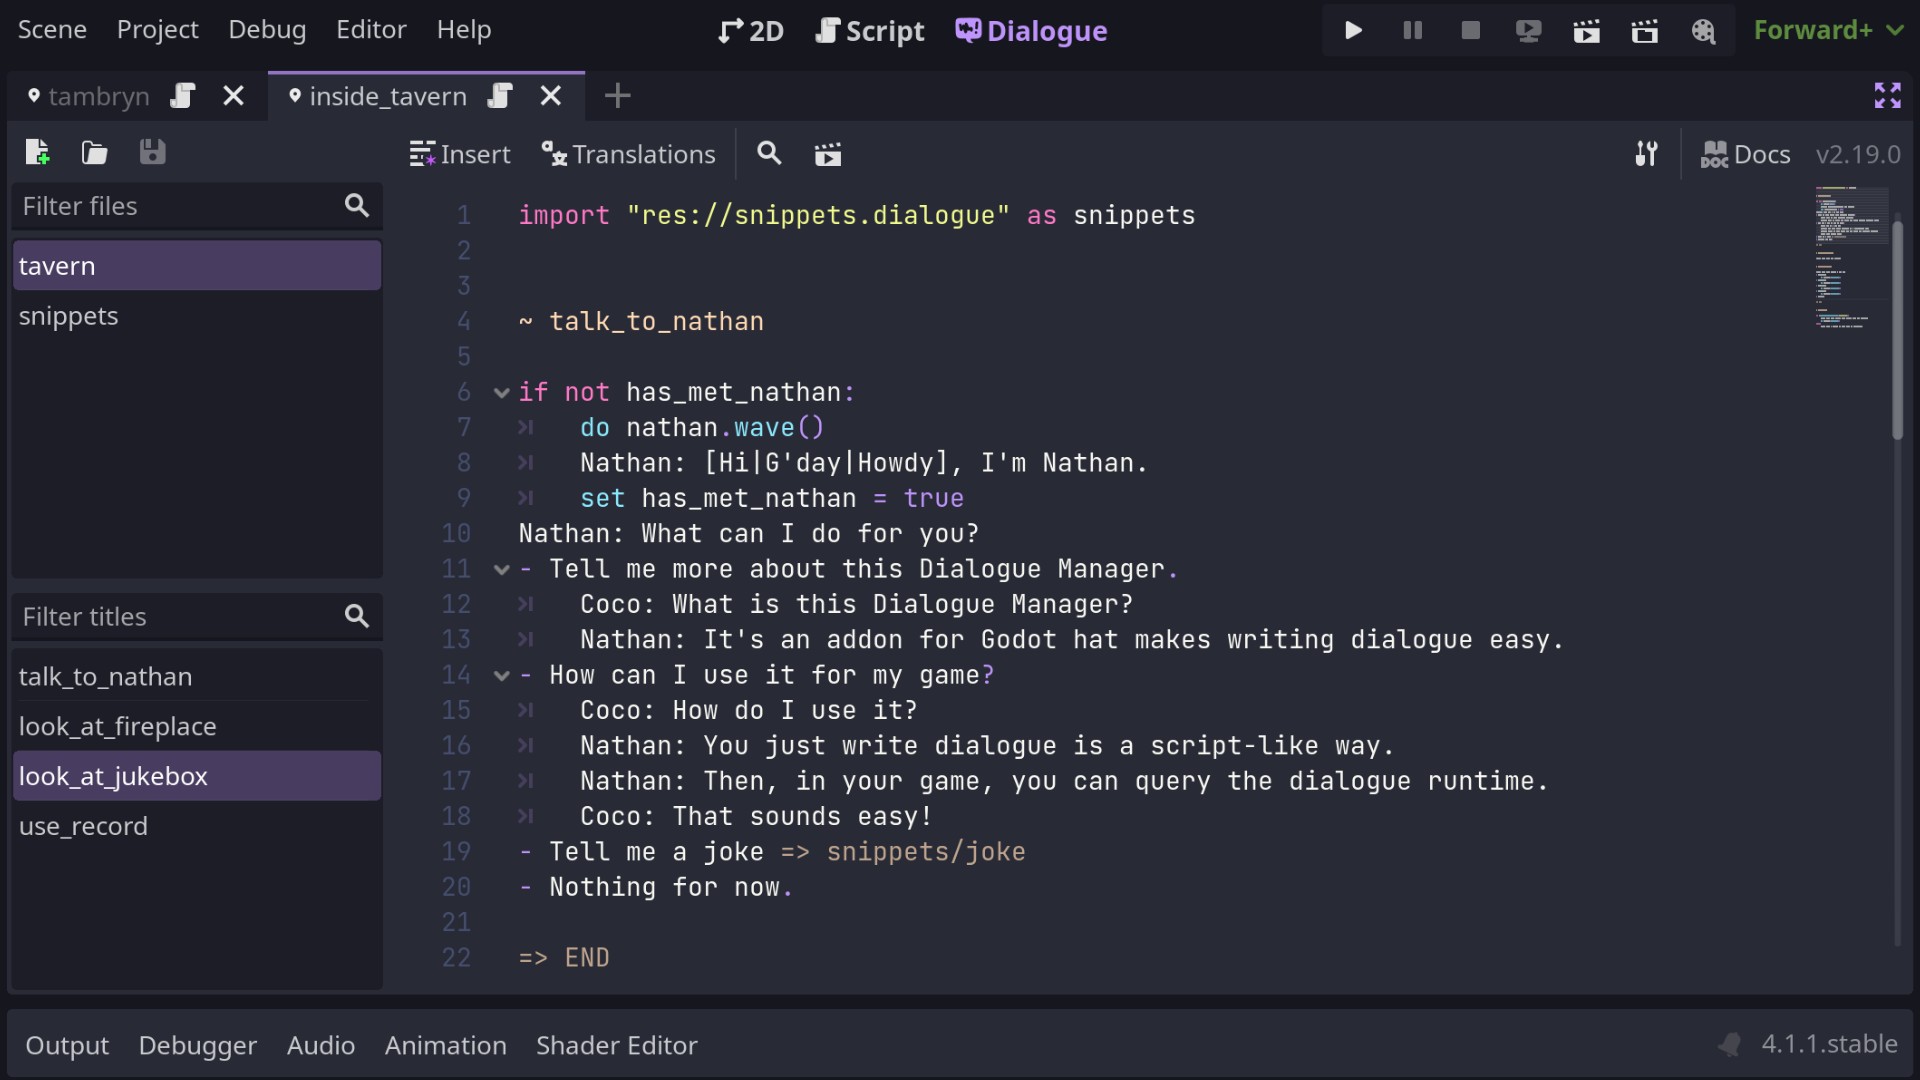 Scene Project Debug Editor Help 2D Script Dialogue Forward+
tambryn inside_tavern
Insert Translations DOC Docs v2.19.0
Filter files
tavern
snippets
Filter titles
talk_to_nathan
look_at_fireplace
look_at_jukebox
use_record
1 import "res://snippets.dialogue" as snippets
2
3
4 ~ talk_to_nathan
5
6 if not has_met_nathan:
7 do nathan.wave()
8 Nathan: [Hi|G'day|Howdy], I'm Nathan.
9 set has_met_nathan = true
10 Nathan: What can I do for you?
11 - Tell me more about this Dialogue Manager.
12 Coco: What is this Dialogue Manager?
13 Nathan: It's an addon for Godot hat makes writing dialogue easy.
14 - How can I use it for my game?
15 Coco: How do I use it?
16 Nathan: You just write dialogue is a script-like way.
17 Nathan: Then, in your game, you can query the dialogue runtime.
18 Coco: That sounds easy!
19 - Tell me a joke => snippets/joke
20 - Nothing for now.
21
22 => END
Output Debugger Audio Animation Shader Editor 4.1.1.stable